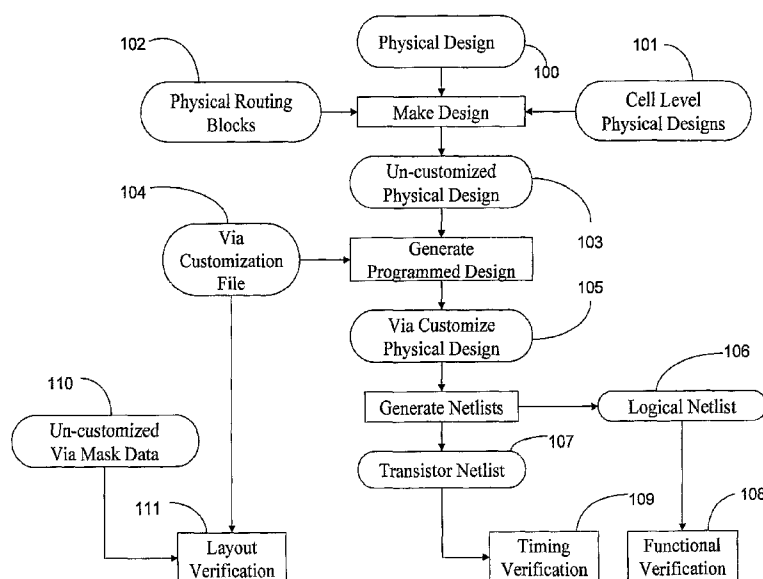 102
Physical Design
100
101
Physical Routing
Blocks
Make Design
Cell Level
Physical Designs
Un-customized
Physical Design
104
103
Via
Customization
File
Generate
Programmed Design
105
Via Customize
Physical Design
106
110
Generate Netlists
Logical Netlist
Un-customized
Via Mask Data
107
Transistor Netlist
111
109
108
Layout
Verification
Timing
Verification
Functional
Verification